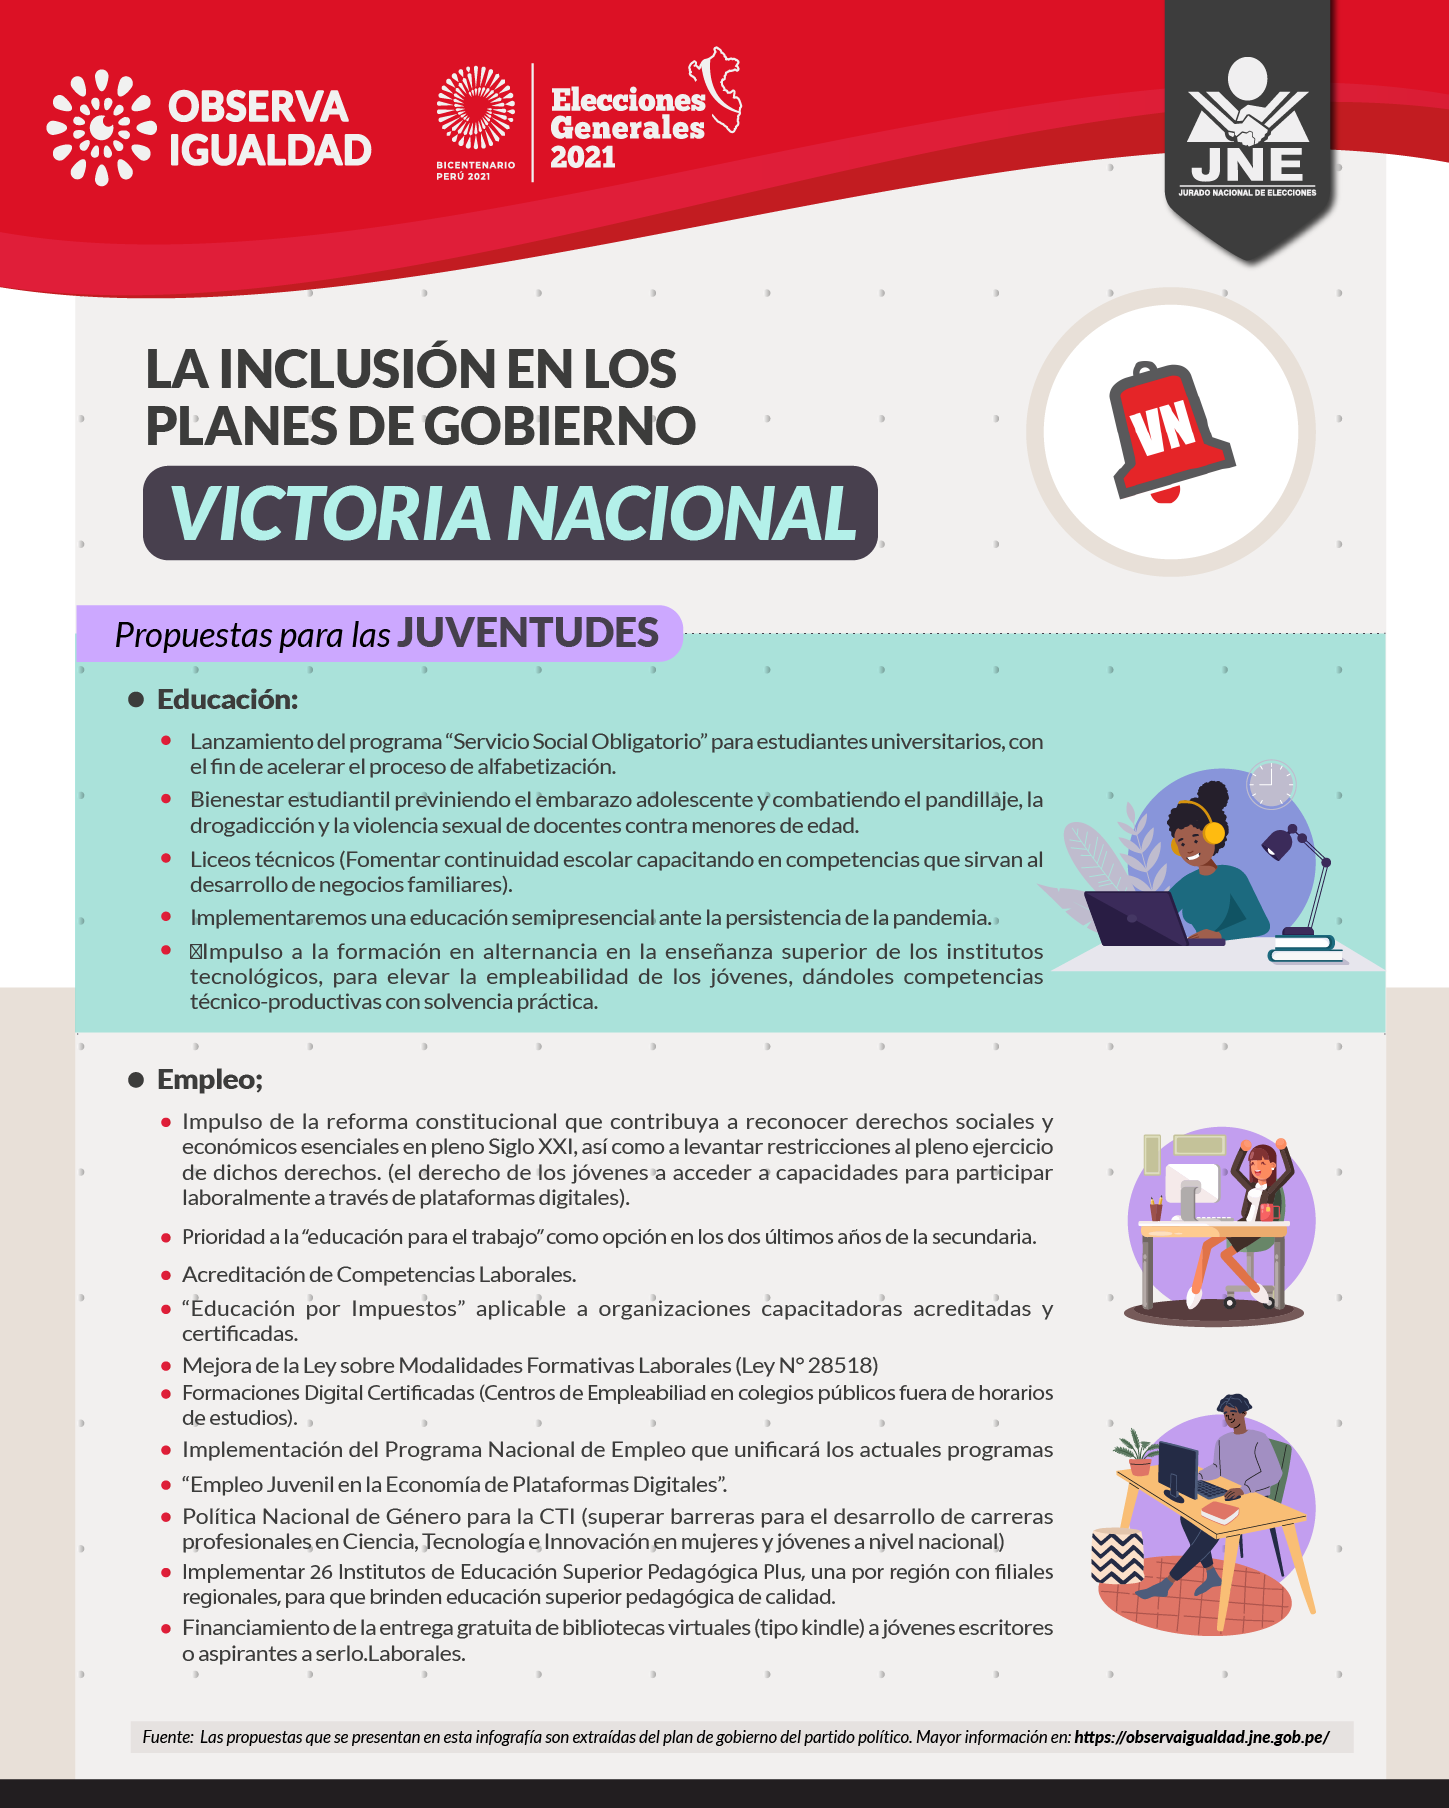 OBSERVA
IGUALDAD
BICENTENARIO
PERÚ 2021
Elecciones
Generales
2021
JNE
JURADO NACIONAL DE ELECCIONES
LA INCLUSIÓN EN LOS
PLANES DE GOBIERNO
VICTORIA NACIONAL
VN
Propuestas para las JUVENTUDES
● Educación:
• Lanzamiento del programa “Servicio Social Obligatorio” para estudiantes universitarios, con
el fin de acelerar el proceso de alfabetización.
• Bienestar estudiantil previniendo el embarazo adolescente y combatiendo el pandillaje, la
drogadicción y la violencia sexual de docentes contra menores de edad.
• Liceos técnicos (Fomentar continuidad escolar capacitando en competencias que sirvan al
desarrollo de negocios familiares).
• Implementaremos una educación semipresencial ante la persistencia de la pandemia.
• Impulso a la formación en alternancia en la enseñanza superior de los institutos
tecnológicos, para elevar la empleabilidad de los jóvenes, dándoles competencias
técnico-productivas con solvencia práctica.
● Empleo;
• Impulso de la reforma constitucional que contribuya a reconocer derechos sociales y
económicos esenciales en pleno Siglo XXI, así como a levantar restricciones al pleno ejercicio
de dichos derechos. (el derecho de los jóvenes a acceder a capacidades para participar
laboralmente a través de plataformas digitales).
• Prioridad a la “educación para el trabajo” como opción en los dos últimos años de la secundaria.
• Acreditación de Competencias Laborales.
• “Educación por Impuestos” aplicable a organizaciones capacitadoras acreditadas y
certificadas.
• Mejora de la Ley sobre Modalidades Formativas Laborales (Ley N° 28518)
• Formaciones Digital Certificadas (Centros de Empleabiliad en colegios públicos fuera de horarios
de estudios).
• Implementación del Programa Nacional de Empleo que unificará los actuales programas
• “Empleo Juvenil en la Economía de Plataformas Digitales”.
• Política Nacional de Género para la CTI (superar barreras para el desarrollo de carreras
profesionales en Ciencia, Tecnología e Innovación en mujeres y jóvenes a nivel nacional)
• Implementar 26 Institutos de Educación Superior Pedagógica Plus, una por región con filiales
regionales, para que brinden educación superior pedagógica de calidad.
• Financiamiento de la entrega gratuita de bibliotecas virtuales (tipo kindle) a jóvenes escritores
o aspirantes a serlo.Laborales.
Fuente: Las propuestas que se presentan en esta infografía son extraídas del plan de gobierno del partido político. Mayor información en: https://observaigualdad.jne.gob.pe/